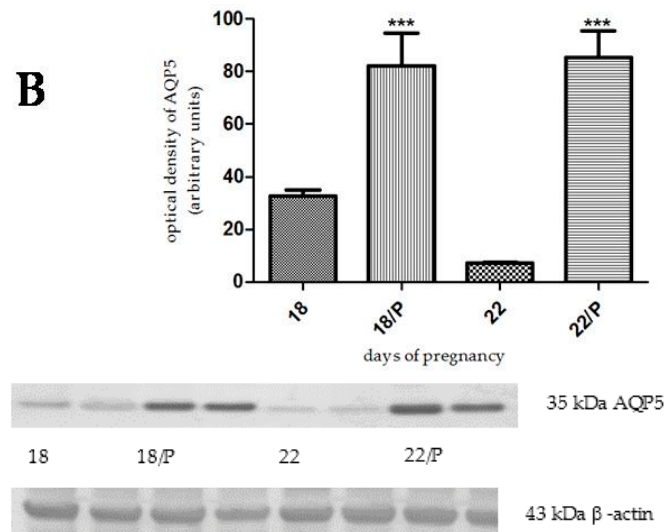 B
optical density of AQP5
(arbitrary units)
100
80
60
40
20
0
*** ***
18 18/P 22 22/P
days of pregnancy
35 kDa AQP5
18 18/P 22 22/P
43 kDa β -actin